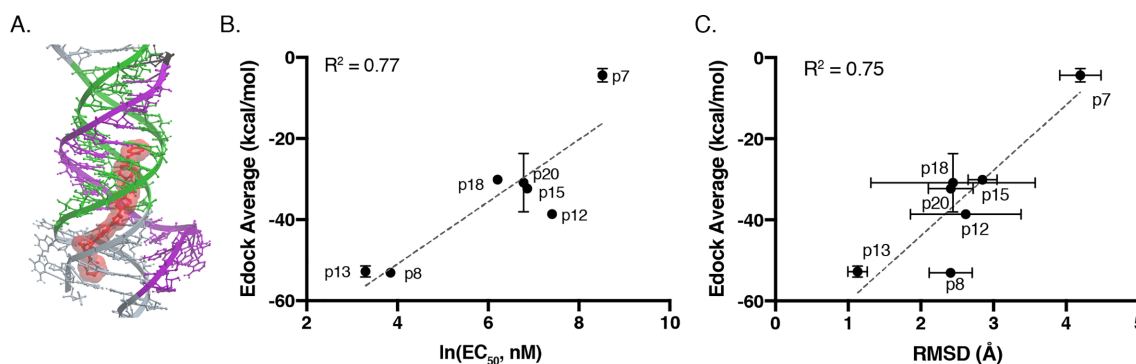 A.
B.
Edock Average (kcal/mol)
0
-20
-40
-60
R² = 0.77
p7
p18
p20
p15
p12
p13
p8
2
4
6
8
10
ln(EC₅₀, nM)
C.
Edock Average (kcal/mol)
0
-20
-40
-60
R² = 0.75
p7
p18
p15
p20
p12
p13
p8
0
1
2
3
4
5
RMSD (Å)